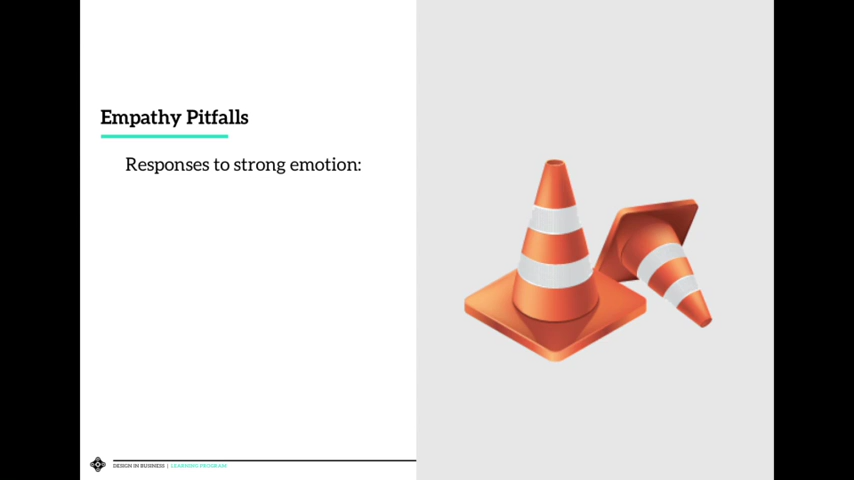 Empathy Pitfalls
Responses to strong emotion:
DESIGN IN BUSINESS | LEARNING PROGRAM